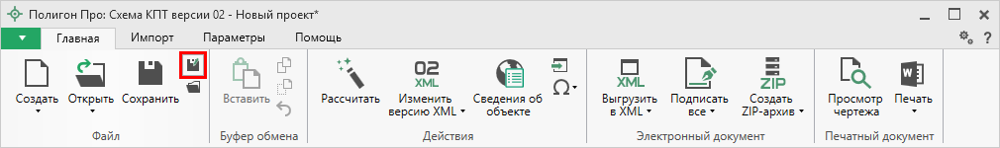 Полигон Про: Схема КПТ версии 02 - Новый проект*
Главная Импорт Параметры Помощь ?
02 XML ZIP
XML
W
Создать Открыть Сохранить Вставить Рассчитать Изменить Сведения об Ω Выгрузить Подписать Создать Просмотр Печать
версию XML объекте в XML все ZIP-архив чертежа
Файл Буфер обмена Действия Электронный документ Печатный документ